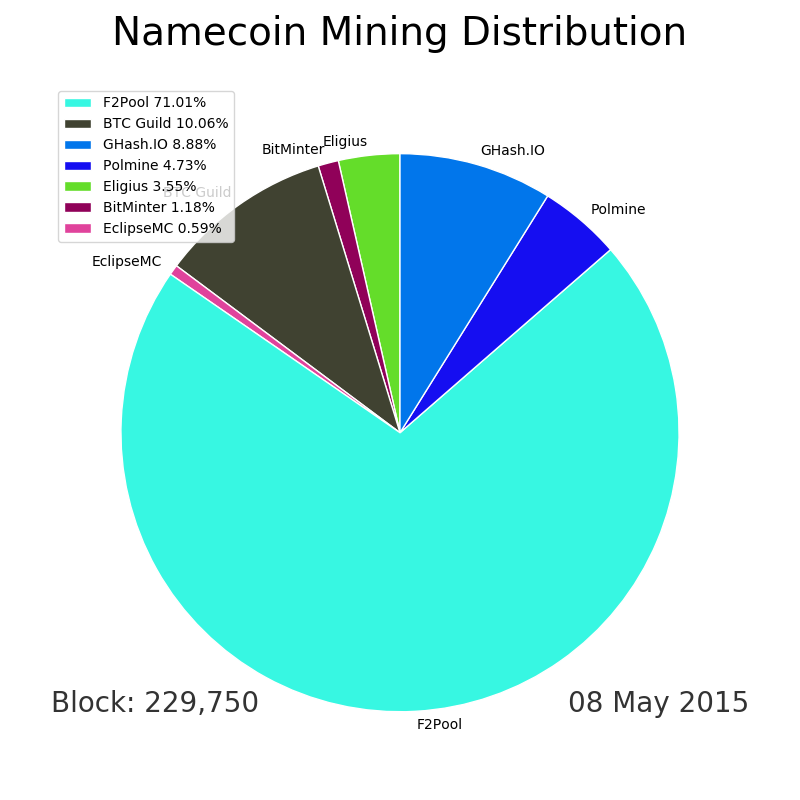 Namecoin Mining Distribution
F2Pool 71.01%
BTC Guild 10.06%
GHash.IO 8.88%
Polmine 4.73%
Eligius 3.55%
BitMinter 1.18%
EclipseMC 0.59%
BitMinter
Eligius
GHash.IO
BTC Guild
Polmine
EclipseMC
Block: 229,750
08 May 2015
F2Pool